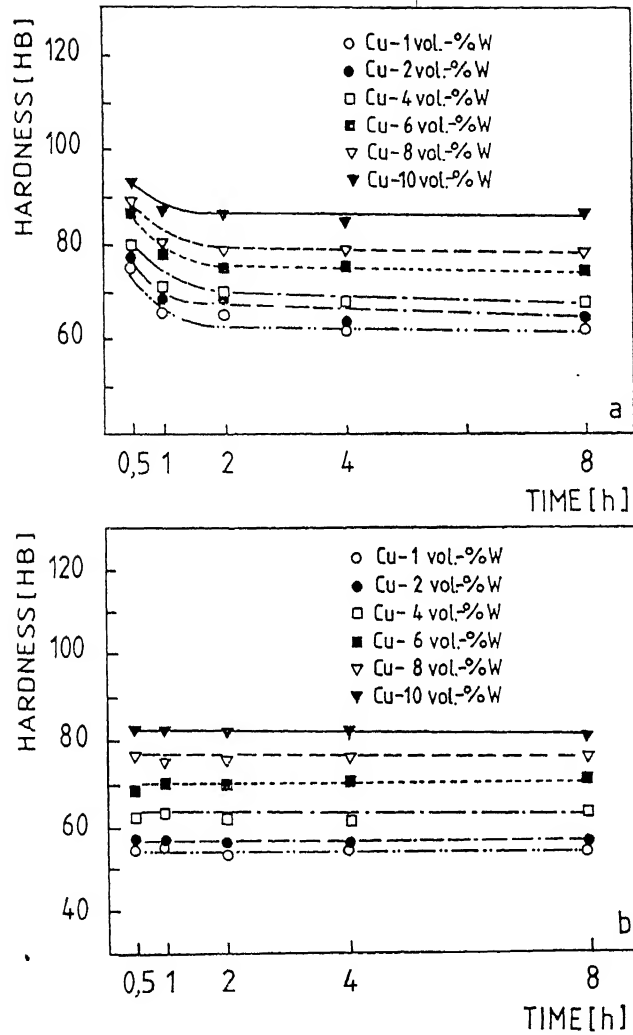 HARDNESS [HB]
120
100
80
60
Cu-1 vol.-%W
Cu-2 vol.-%W
Cu-4 vol.-%W
Cu-6 vol.-%W
Cu-8 vol.-%W
Cu-10 vol.-%W
a
0,5 1 2 4 8
TIME [h]
HARDNESS [HB]
120
100
80
60
40
Cu-1 vol.-%W
Cu-2 vol.-%W
Cu-4 vol.-%W
Cu-6 vol.-%W
Cu-8 vol.-%W
Cu-10 vol.-%W
b
0,5 1 2 4 8
TIME [h]